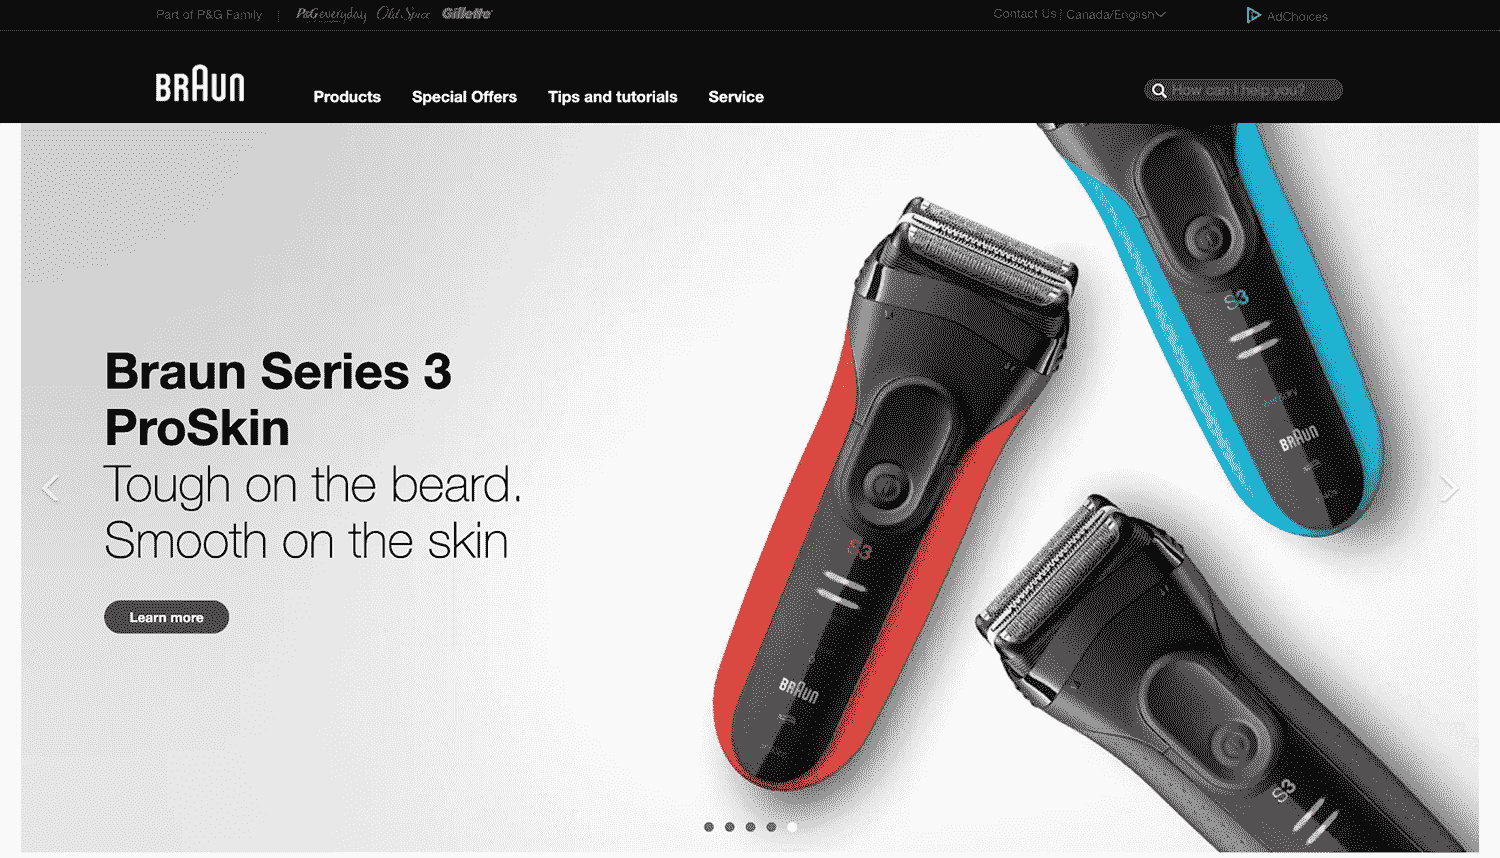 Part of P&G Family | P&G everyday Old Spice Gillette
Contact Us | Canada/English
AdChoices
BRAUN
Products
Special Offers
Tips and tutorials
Service
How can I help you?
Braun Series 3
ProSkin
Tough on the beard.
Smooth on the skin
Learn more
S3
BRAUN
S3
BRAUN
S3